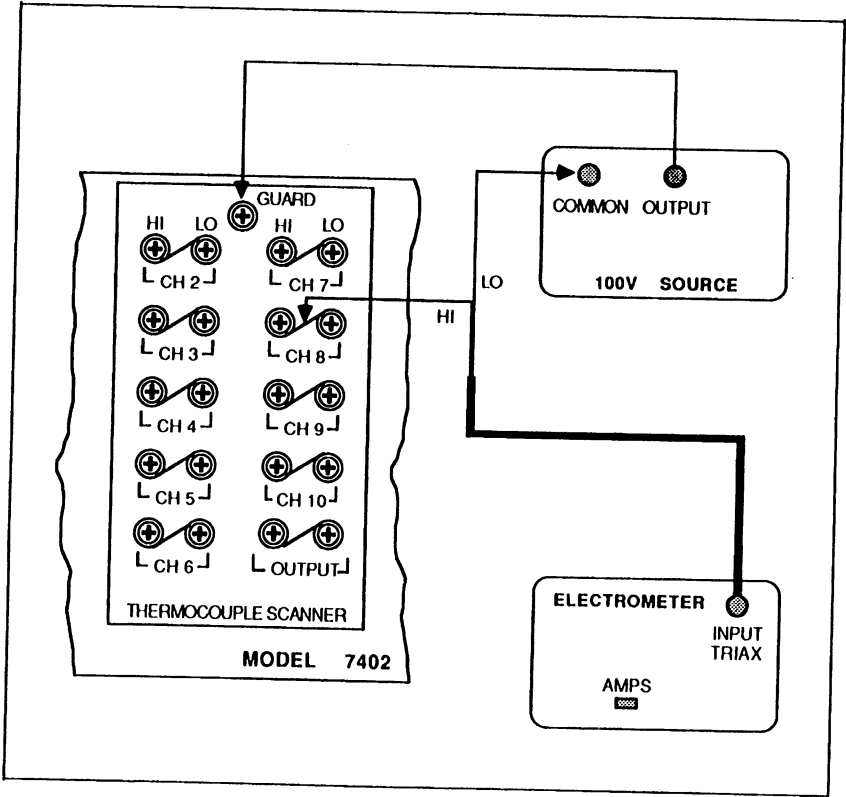 GUARD
HI LO HI LO
CH 2 CH 7
CH 3 CH 8
CH 4 CH 9
CH 5 CH 10
CH 6 OUTPUT
THERMOCOUPLE SCANNER
MODEL 7402
HI
LO
COMMON OUTPUT
100V SOURCE
ELECTROMETER
INPUT
TRIAX
AMPS